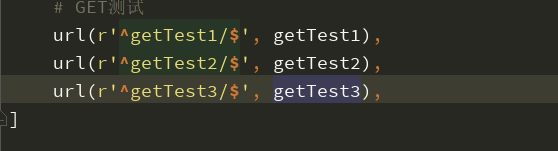 # GET测试
url(r'^getTest1/$', getTest1),
url(r'^getTest2/$', getTest2),
url(r'^getTest3/$', getTest3),
]